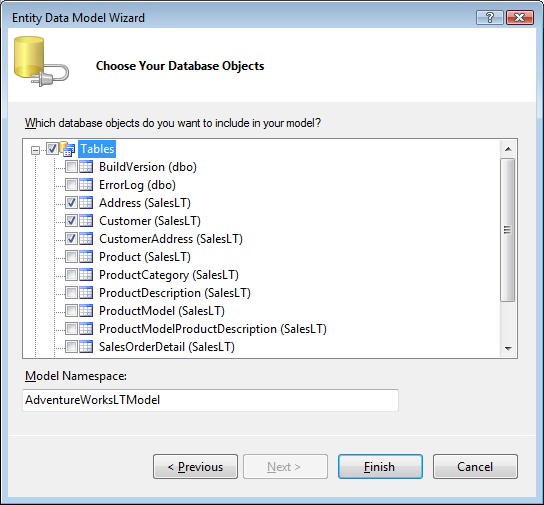 Entity Data Model Wizard
Choose Your Database Objects
Which database objects do you want to include in your model?
Tables
BuildVersion (dbo)
ErrorLog (dbo)
Address (SalesLT)
Customer (SalesLT)
CustomerAddress (SalesLT)
Product (SalesLT)
ProductCategory (SalesLT)
ProductDescription (SalesLT)
ProductModel (SalesLT)
ProductModelProductDescription (SalesLT)
SalesOrderDetail (SalesLT)
Model Namespace:
AdventureWorksLTModel
< Previous Next > Finish Cancel